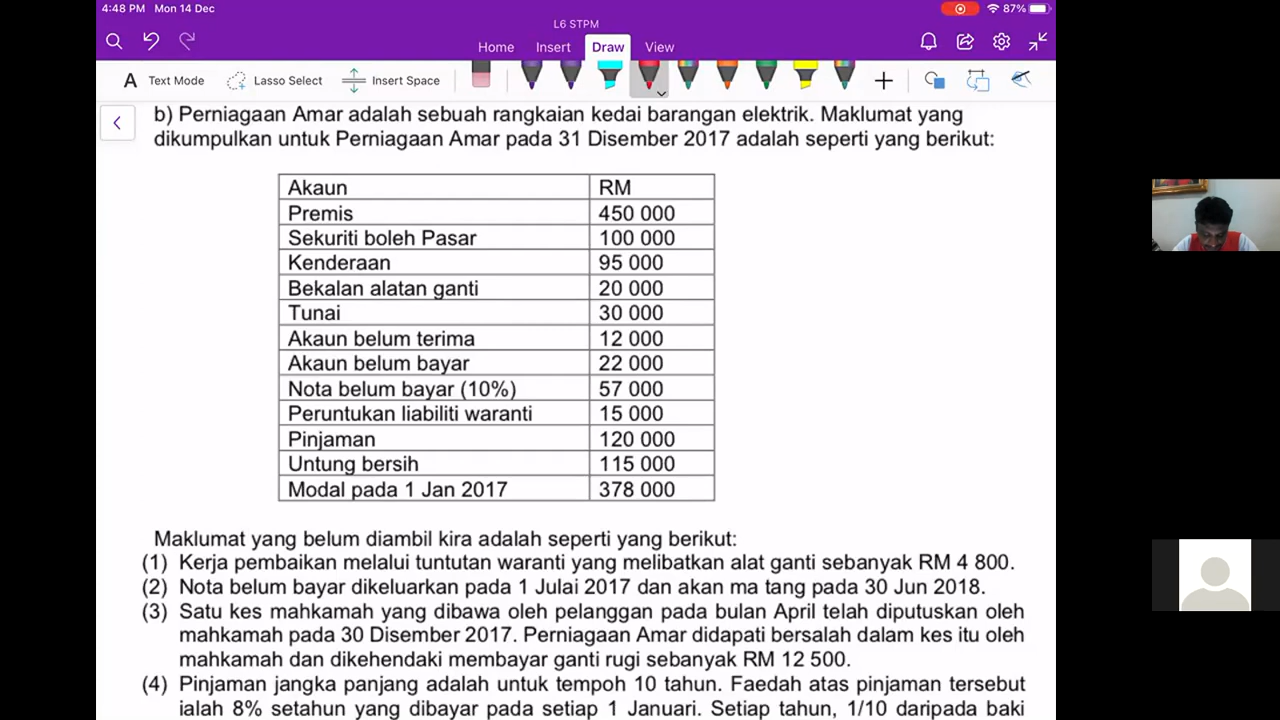 4:48 PM Mon 14 Dec
87%
L6 STPM
Home Insert Draw View
A Text Mode Lasso Select Insert Space
b) Perniagaan Amar adalah sebuah rangkaian kedai barangan elektrik. Maklumat yang
dikumpulkan untuk Perniagaan Amar pada 31 Disember 2017 adalah seperti yang berikut:
Akaun RM
Premis 450 000
Sekuriti boleh Pasar 100 000
Kenderaan 95 000
Bekalan alatan ganti 20 000
Tunai 30 000
Akaun belum terima 12 000
Akaun belum bayar 22 000
Nota belum bayar (10%) 57 000
Peruntukan liabiliti waranti 15 000
Pinjaman 120 000
Untung bersih 115 000
Modal pada 1 Jan 2017 378 000
Maklumat yang belum diambil kira adalah seperti yang berikut:
(1) Kerja pembaikan melalui tuntutan waranti yang melibatkan alat ganti sebanyak RM 4 800.
(2) Nota belum bayar dikeluarkan pada 1 Julai 2017 dan akan ma tang pada 30 Jun 2018.
(3) Satu kes mahkamah yang dibawa oleh pelanggan pada bulan April telah diputuskan oleh
mahkamah pada 30 Disember 2017. Perniagaan Amar didapati bersalah dalam kes itu oleh
mahkamah dan dikehendaki membayar ganti rugi sebanyak RM 12 500.
(4) Pinjaman jangka panjang adalah untuk tempoh 10 tahun. Faedah atas pinjaman tersebut
ialah 8% setahun yang dibayar pada setiap 1 Januari. Setiap tahun, 1/10 daripada baki